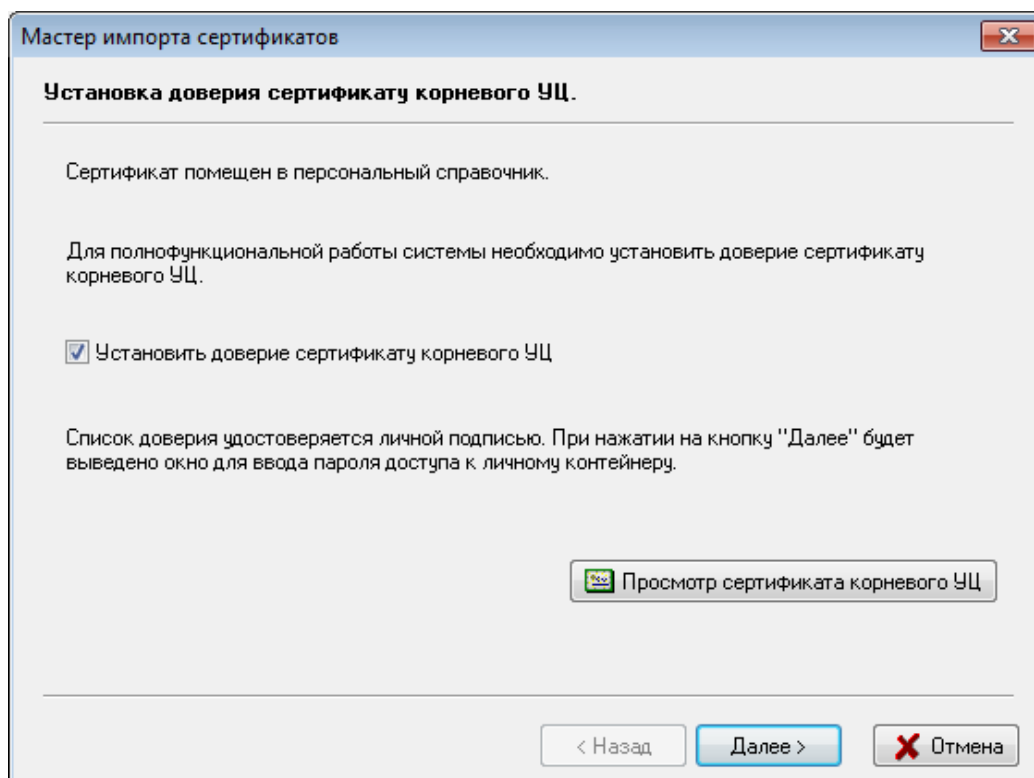 Мастер импорта сертификатов
Установка доверия сертификату корневого УЦ.
Сертификат помещен в персональный справочник.
Для полнофункциональной работы системы необходимо установить доверие сертификату
корневого УЦ.
Установить доверие сертификату корневого УЦ
Список доверия удостоверяется личной подписью. При нажатии на кнопку "Далее" будет
выведено окно для ввода пароля доступа к личному контейнеру.
Просмотр сертификата корневого УЦ
< Назад
Далее >
Отмена